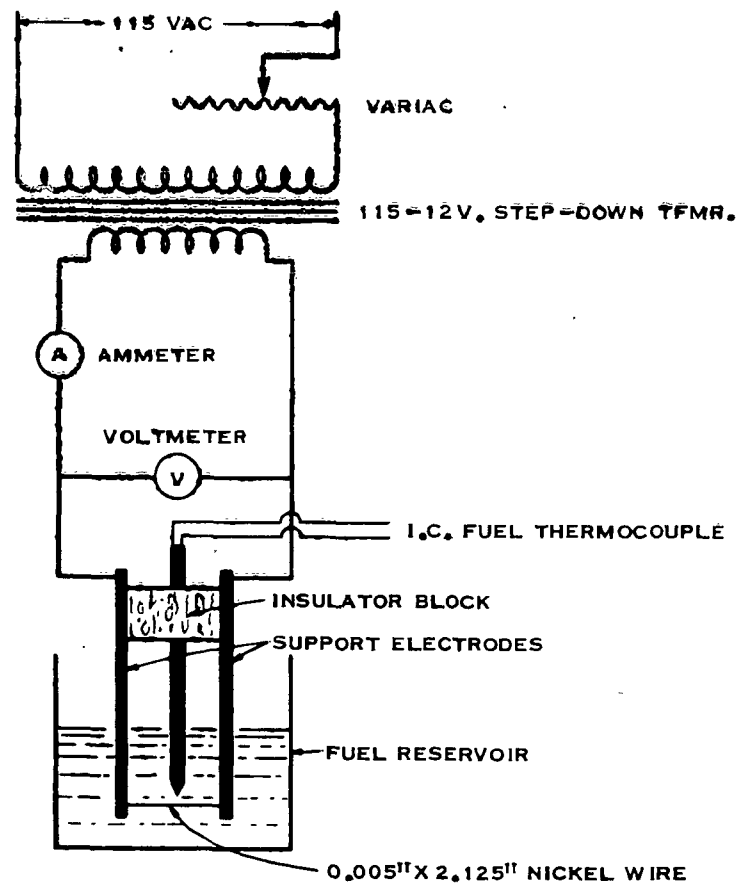 115 VAC
VARIAC
115-12V. STEP-DOWN TFMR.
A AMMETER
VOLTMETER
V
I.C. FUEL THERMOCOUPLE
INSULATOR BLOCK
SUPPORT ELECTRODES
FUEL RESERVOIR
0.005" X 2.125" NICKEL WIRE